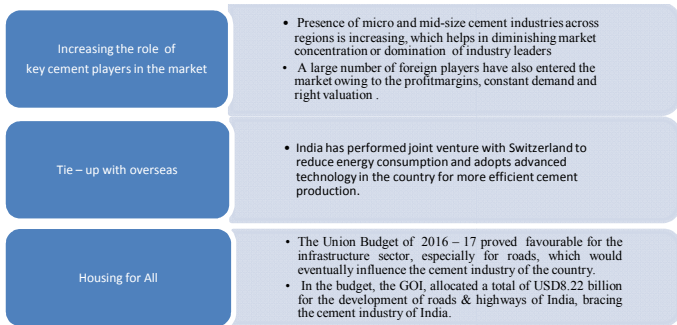 Increasing the role of
key cement players in the market
• Presence of micro and mid-size cement industries across
regions is increasing, which helps in diminishing market
concentration or domination of industry leaders
• A large number of foreign players have also entered the
market owing to the profitmargins, constant demand and
right valuation .
Tie – up with overseas
• India has performed joint venture with Switzerland to
reduce energy consumption and adopts advanced
technology in the country for more efficient cement
production.
Housing for All
• The Union Budget of 2016 – 17 proved favourable for the
infrastructure sector, especially for roads, which would
eventually influence the cement industry of the country.
• In the budget, the GOI, allocated a total of USD8.22 billion
for the development of roads & highways of India, bracing
the cement industry of India.